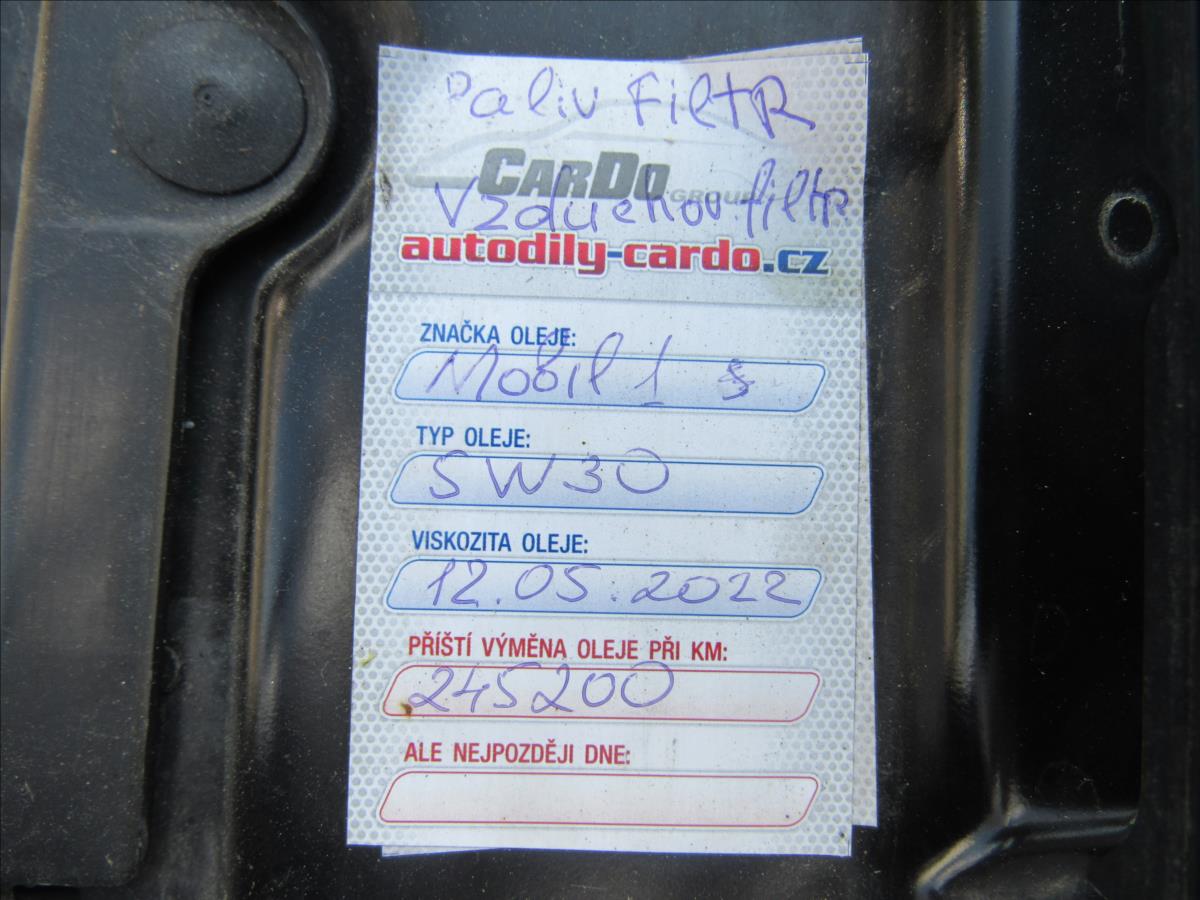 Paliv Filtr
CARDO GROUP
Vzduchov filtr
autodily-cardo.cz
ZNAČKA OLEJE:
Mobil 1
TYP OLEJE:
5W30
VISKOZITA OLEJE:
12.05.2022
PŘÍŠTÍ VÝMĚNA OLEJE PŘI KM:
245200
ALE NEJPOZDĚJI DNE: